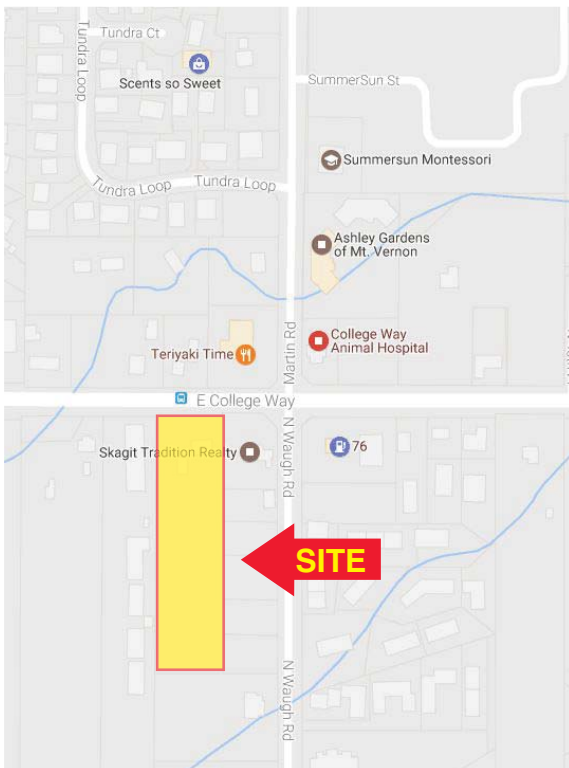 Tundra Loop
Tundra Ct
Scents so Sweet
SummerSun St
Summersun Montessori
Tundra Loop
Tundra Loop
Ashley Gardens
of Mt. Vernon
Martin Rd
College Way
Animal Hospital
Teriyaki Time
E College Way
N Waugh Rd
Skagit Tradition Realty
76
SITE
N Waugh Rd